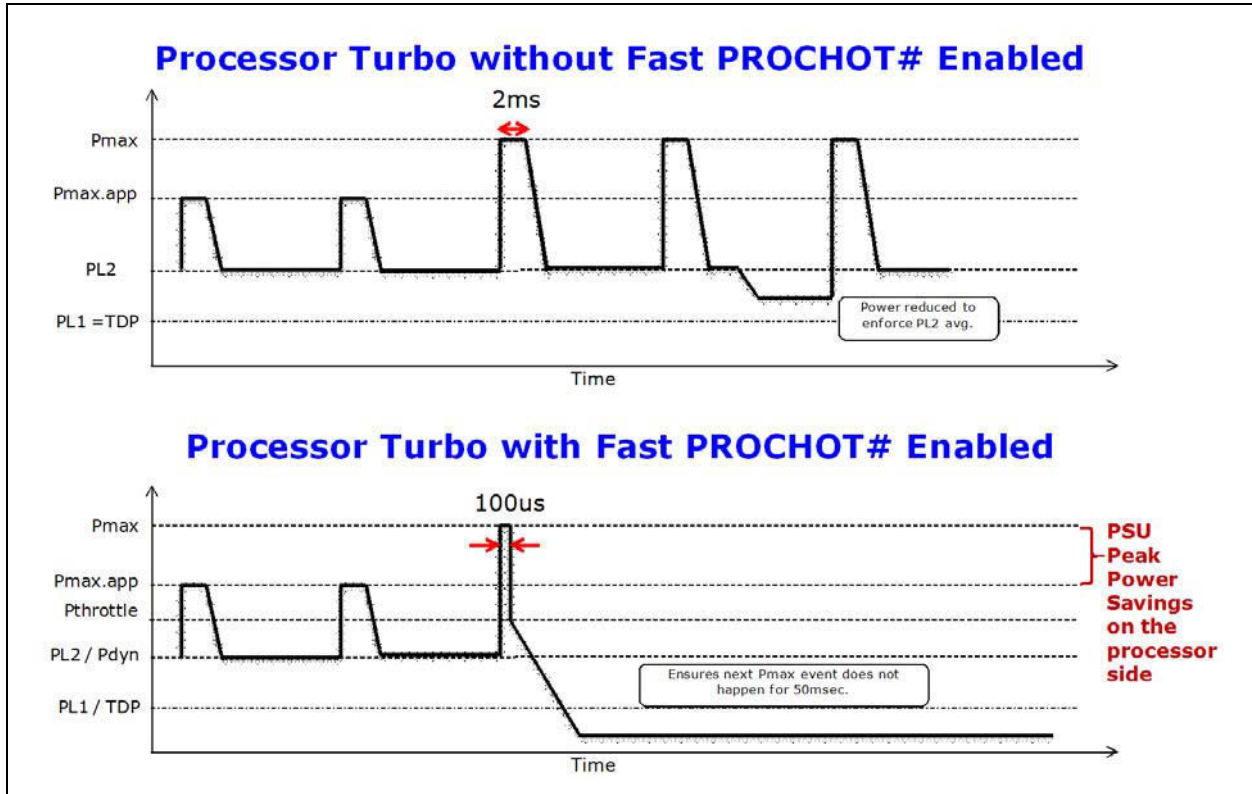 Processor Turbo without Fast PROCHOT# Enabled
2ms
Pmax
Pmax.app
PL2
PL1 =TDP
Power reduced to
enforce PL2 avg.
Time
Processor Turbo with Fast PROCHOT# Enabled
100us
Pmax
Pmax.app
Pthrottle
PL2 / Pdyn
PL1 / TDP
Ensures next Pmax event does not
happen for 50msec.
PSU
Peak
Power
Savings
on the
processor
side
Time